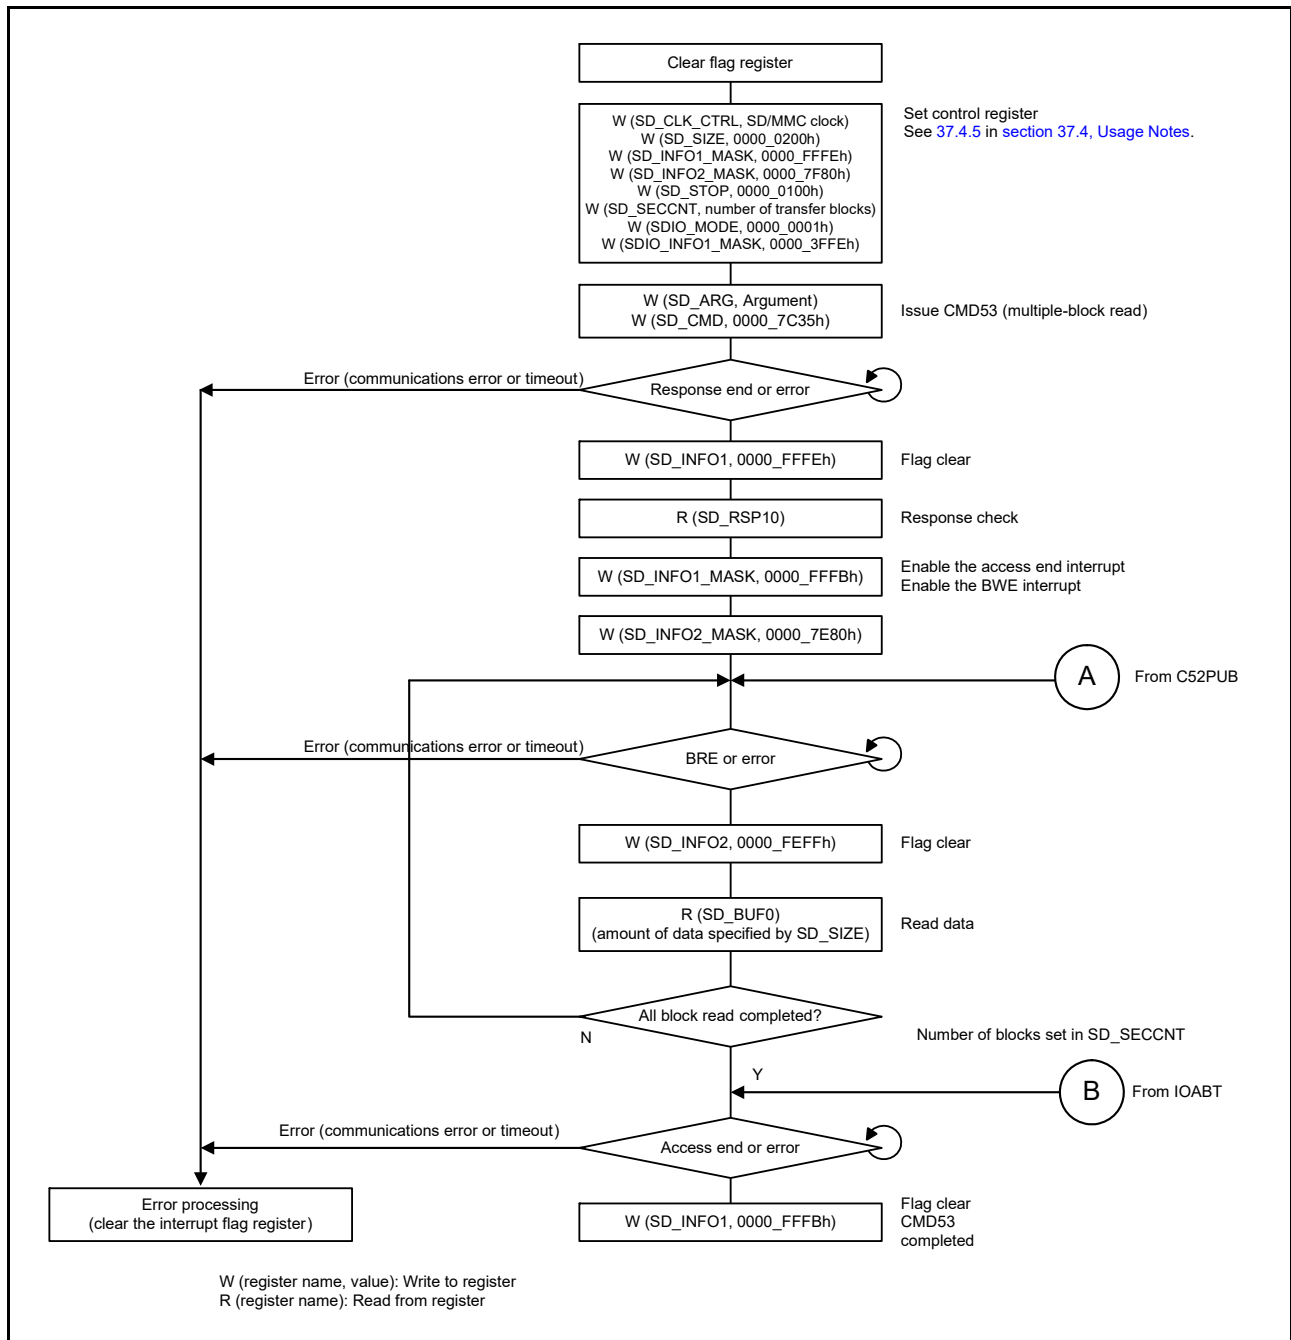 Clear flag register
W (SD_CLK_CTRL, SD/MMC clock)
W (SD_SIZE, 0000_0200h)
W (SD_INFO1_MASK, 0000_FFFEh)
W (SD_INFO2_MASK, 0000_7F80h)
W (SD_STOP, 0000_0100h)
W (SD_SECCNT, number of transfer blocks)
W (SDIO_MODE, 0000_0001h)
W (SDIO_INFO1_MASK, 0000_3FFEh)
Set control register
See 37.4.5 in section 37.4, Usage Notes.
W (SD_ARG, Argument)
W (SD_CMD, 0000_7C35h)
Issue CMD53 (multiple-block read)
Error (communications error or timeout)
Response end or error
W (SD_INFO1, 0000_FFFEh)
Flag clear
R (SD_RSP10)
Response check
W (SD_INFO1_MASK, 0000_FFFBh)
Enable the access end interrupt
Enable the BWE interrupt
W (SD_INFO2_MASK, 0000_7E80h)
A
From C52PUB
Error (communications error or timeout)
BRE or error
W (SD_INFO2, 0000_FEFFh)
Flag clear
R (SD_BUF0)
(amount of data specified by SD_SIZE)
Read data
All block read completed?
N
Number of blocks set in SD_SECCNT
Y
B
From IOABT
Error (communications error or timeout)
Access end or error
Error processing
(clear the interrupt flag register)
W (SD_INFO1, 0000_FFFBh)
Flag clear
CMD53
completed
W (register name, value): Write to register
R (register name): Read from register